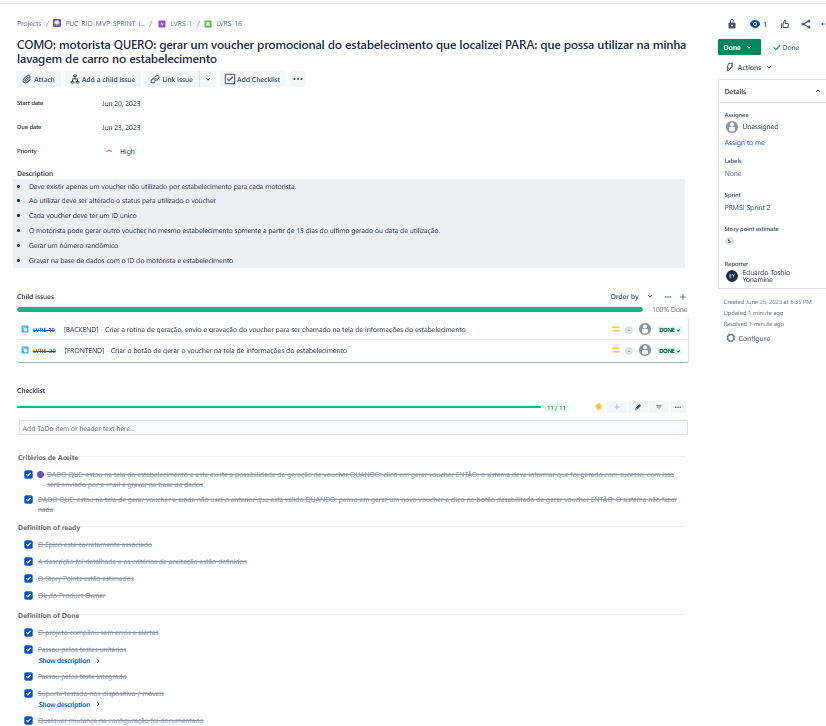 Projects / PUC-RIO-MVP-SPRINT-I... / LVRS-1 / LVRS-16
1
COMO: motorista QUERO: gerar um voucher promocional do estabelecimento que localizei PARA: que possa utilizar na minha
lavagem de carro no estabelecimento
Attach Add a child issue Link issue Add Checklist
Start date Jun 20, 2023
Due date Jun 23, 2023
Priority High
Description
Deve existir apenas um voucher não utilizado por estabelecimento para cada motorista.
Ao utilizar deve ser alterado o status para utilizado o voucher
Cada voucher deve ter um ID único
O motorista pode gerar outro voucher no mesmo estabelecimento somente a partir de 15 dias do ultimo gerado ou data de utilização.
Gerar um número randômico
Gravar na base de dados com o ID do motorista e estabelecimento
Child issues Order by
100% Done
LVRS-19 [BACKEND] - Criar a rotina de geração, envio e gravação do voucher para ser chamado na tela de informações do estabelecimento - DONE
LVRS-20 [FRONTEND] - Criar o botão de gerar o voucher na tela de informações do estabelecimento - DONE
Checklist
11 / 11
Add ToDo item or header text here...
Critérios de Aceite
DADO QUE: estou na tela do estabelecimento e este existe a possibilidade de geração de voucher QUANDO: clico em gerar voucher ENTÃO: o sistema deve informar que foi gerado com sucesso, com isso
será enviado por e-mail e gravar na base de dados
DADO QUE: estou na tela de gerar voucher e ainda não usei o anterior que está válido QUANDO: penso em gerar um novo voucher e clico no botão desabilitado de gerar voucher ENTÃO: O sistema não fazer
nada
Definition of ready
O Épico está corretamente associado
A descrição foi detalhada e os critérios de aceitação estão definidos
O Story Points estão estimados
Ok do Product Owner
Definition of Done
O projeto compilou sem erros e alertas
Passou pelos testes unitários
Show description
Passou pelo teste integrado
Suporte testado nos dispositivo / móveis
Show description
Qualquer mudança na configuração foi documentado
Done Done
Actions
Details
Assignee
Unassigned
Assign to me
Labels
None
Sprint
PRMSI Sprint 2
Story point estimate
5
Reporter
EY Eduardo Toshio
Yonamine
Created June 25, 2023 at 6:35 PM
Updated 1 minute ago
Resolved 1 minute ago
Configure